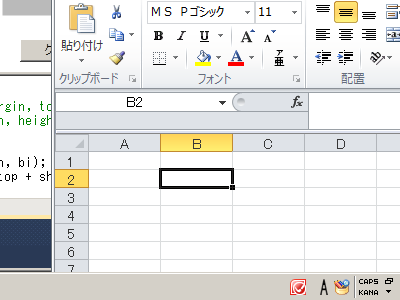 ＭＳ Ｐゴシック 11
貼り付け
B I U A A
亜
クリップボード フォント 配置
rgin, to
n, heigh
B2 fx
A B C D
1
n, bi); 2
top + sh 3
4
5
6
7
A CAPS
KANA